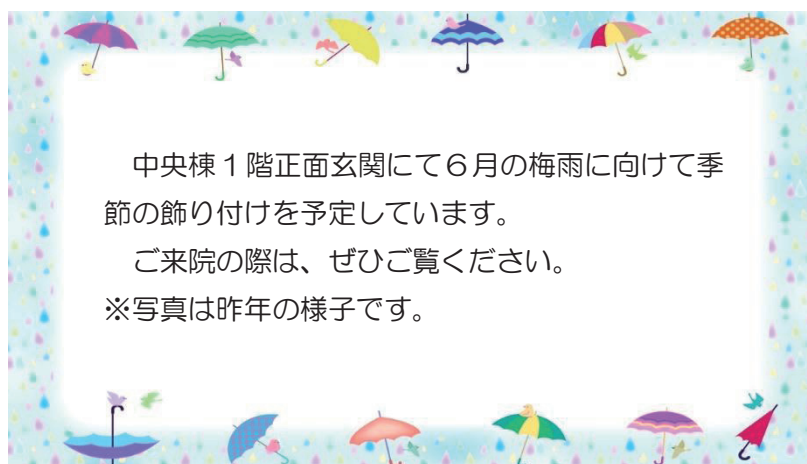 中央棟１階正面玄関にて６月の梅雨に向けて季
節の飾り付けを予定しています。
　ご来院の際は、ぜひご覧ください。
※写真は昨年の様子です。